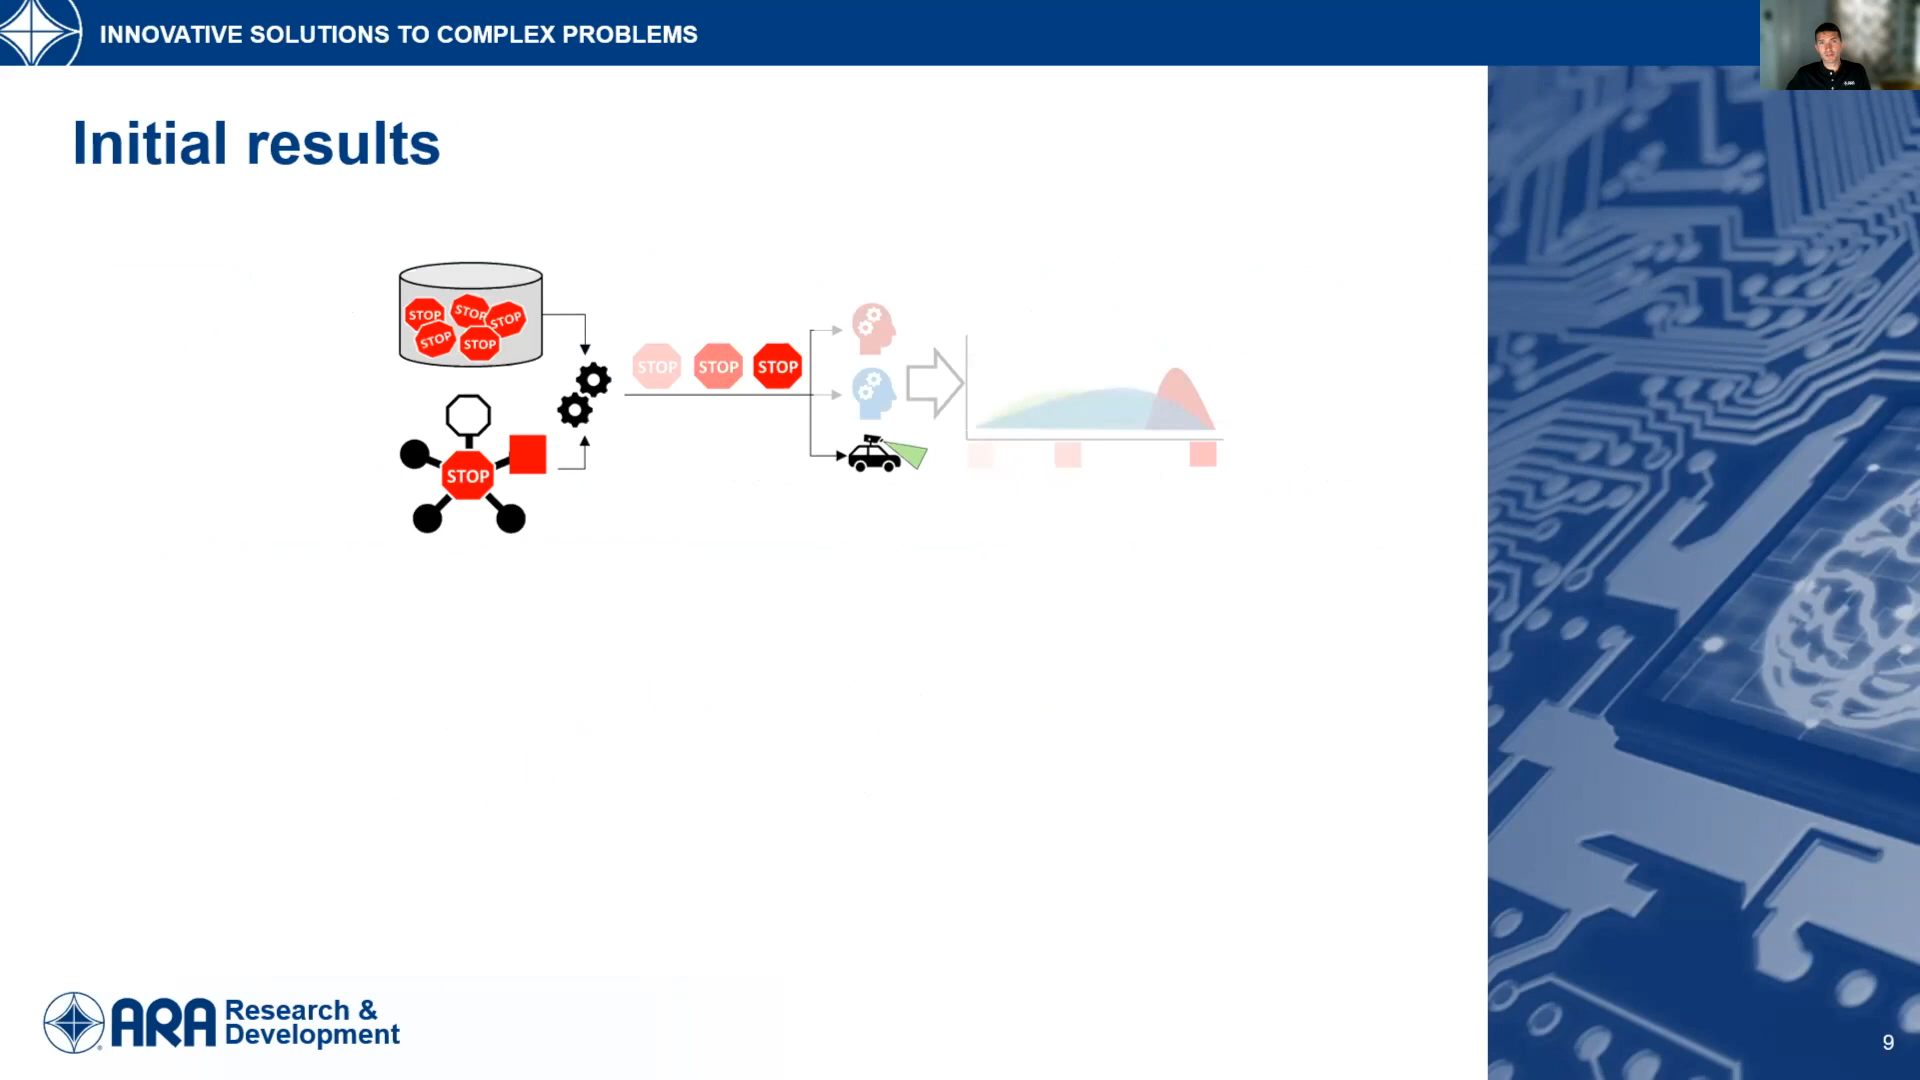 INNOVATIVE SOLUTIONS TO COMPLEX PROBLEMS
Initial results
STOP
STOP
STOP
STOP
STOP
STOP
STOP
STOP
STOP
ARA Research &
Development
9